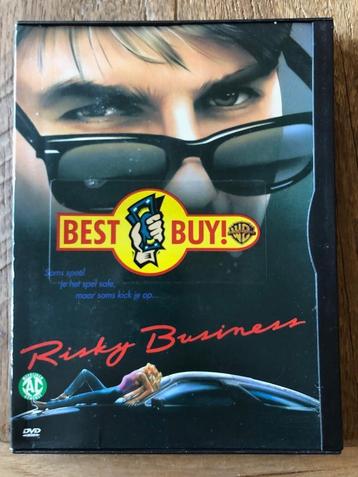 BEST BUY!
WB
Soms speel
je het spel safe,
maar soms kick je op...
Risky Business
AL
DVD